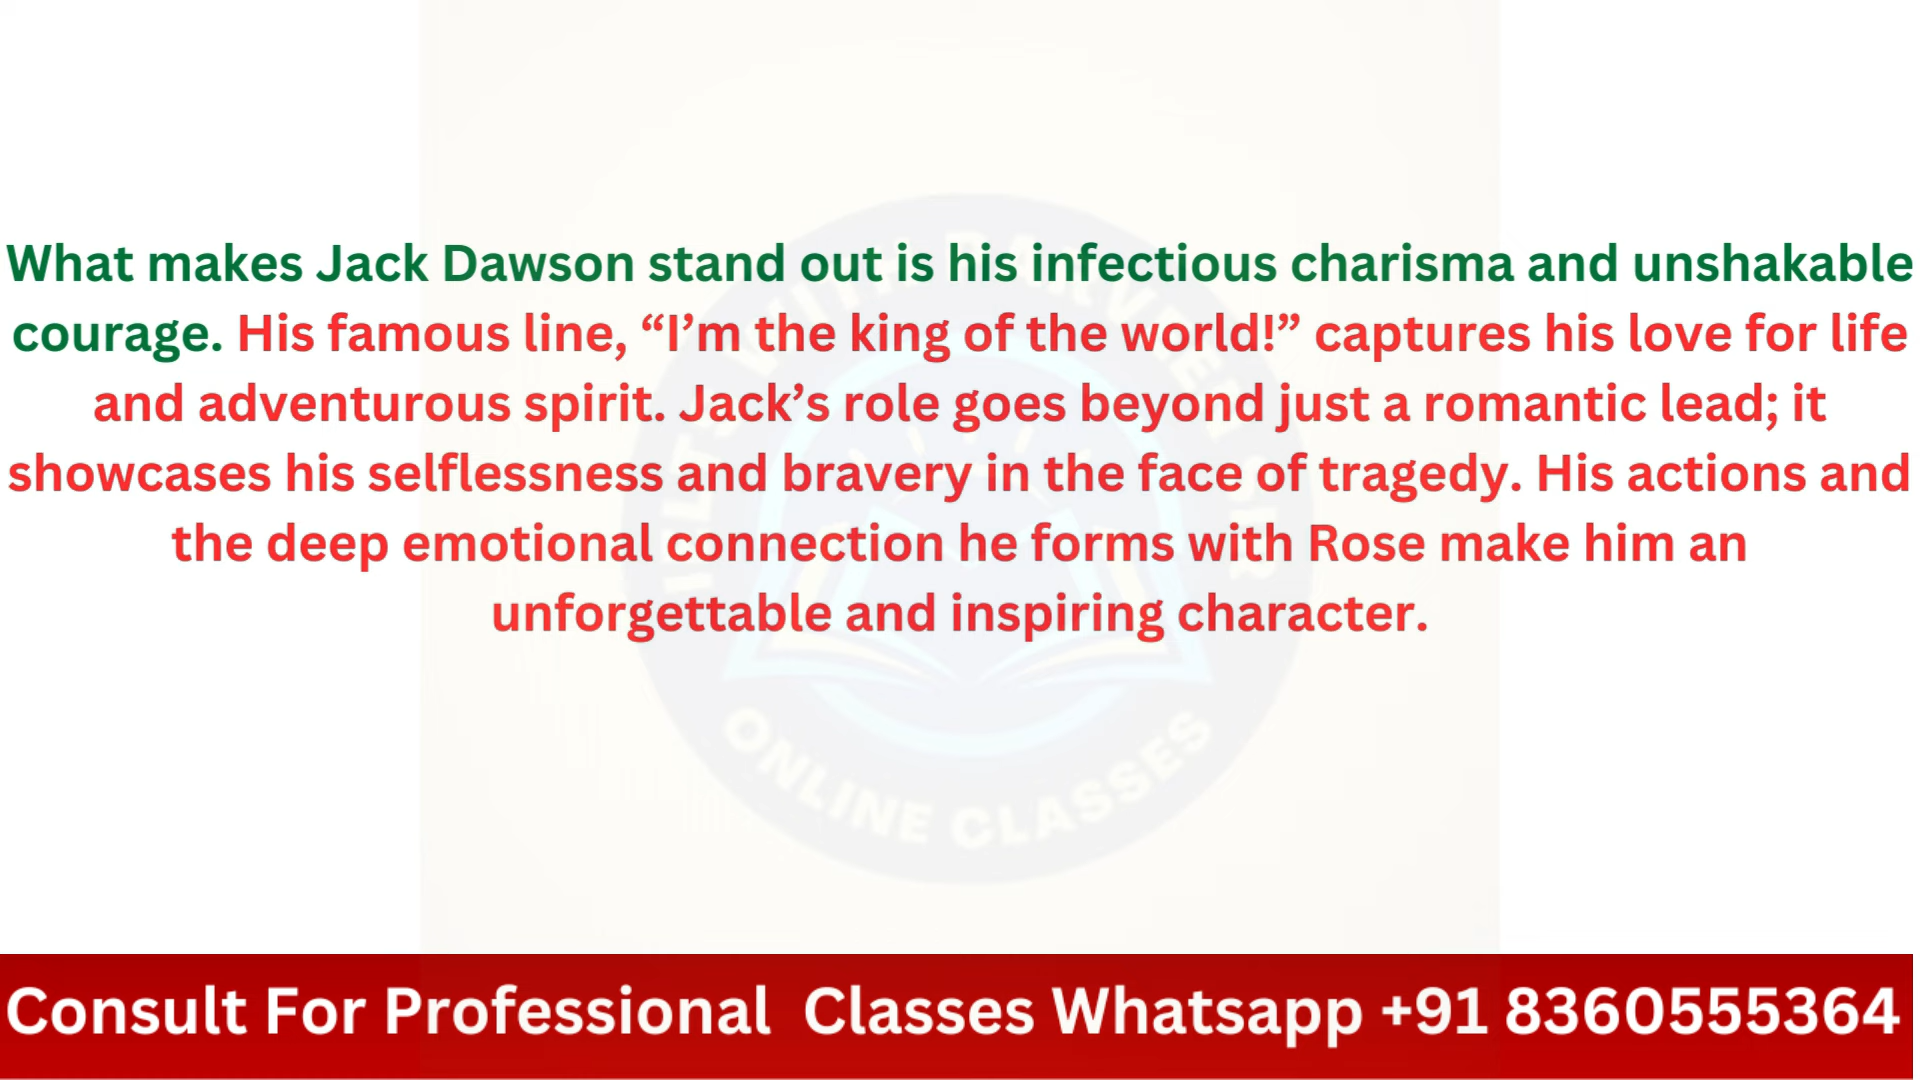 What makes Jack Dawson stand out is his infectious charisma and unshakable
courage. His famous line, “I’m the king of the world!” captures his love for life
and adventurous spirit. Jack’s role goes beyond just a romantic lead; it
showcases his selflessness and bravery in the face of tragedy. His actions and
the deep emotional connection he forms with Rose make him an
unforgettable and inspiring character.
ONLINE CLASSES
Consult For Professional Classes Whatsapp +91 8360555364